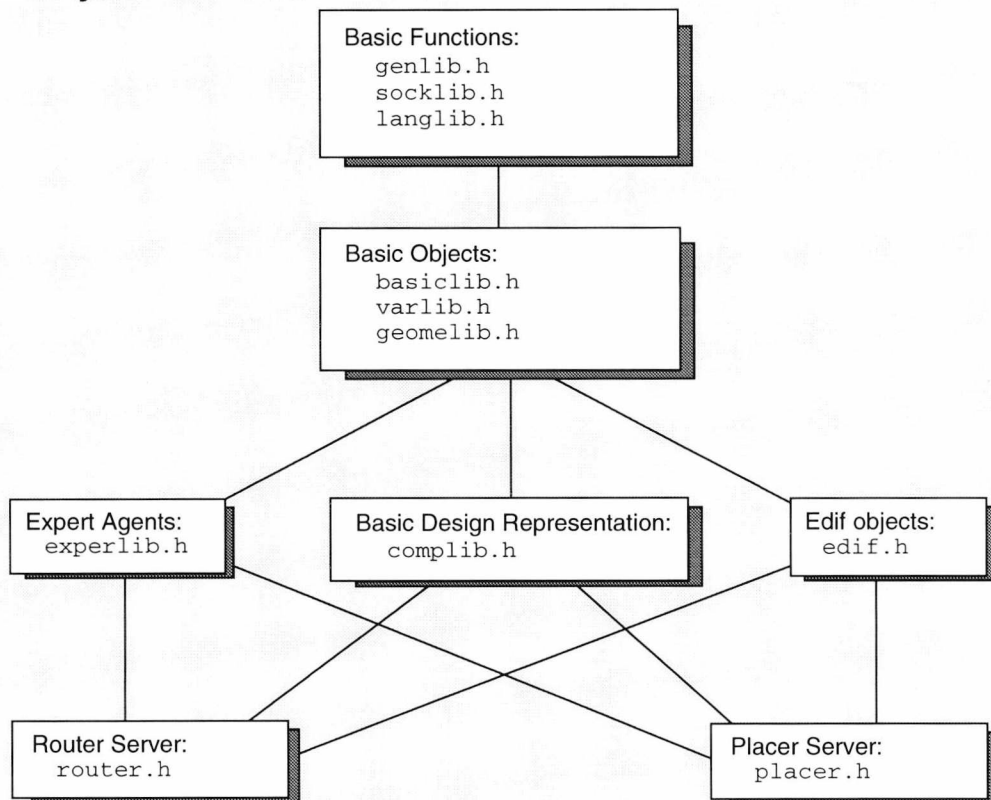 Basic Functions:
genlib.h
socklib.h
langlib.h
Basic Objects:
basiclib.h
varlib.h
geomelib.h
Expert Agents:
experlib.h
Basic Design Representation:
complib.h
Edif objects:
edif.h
Router Server:
router.h
Placer Server:
placer.h